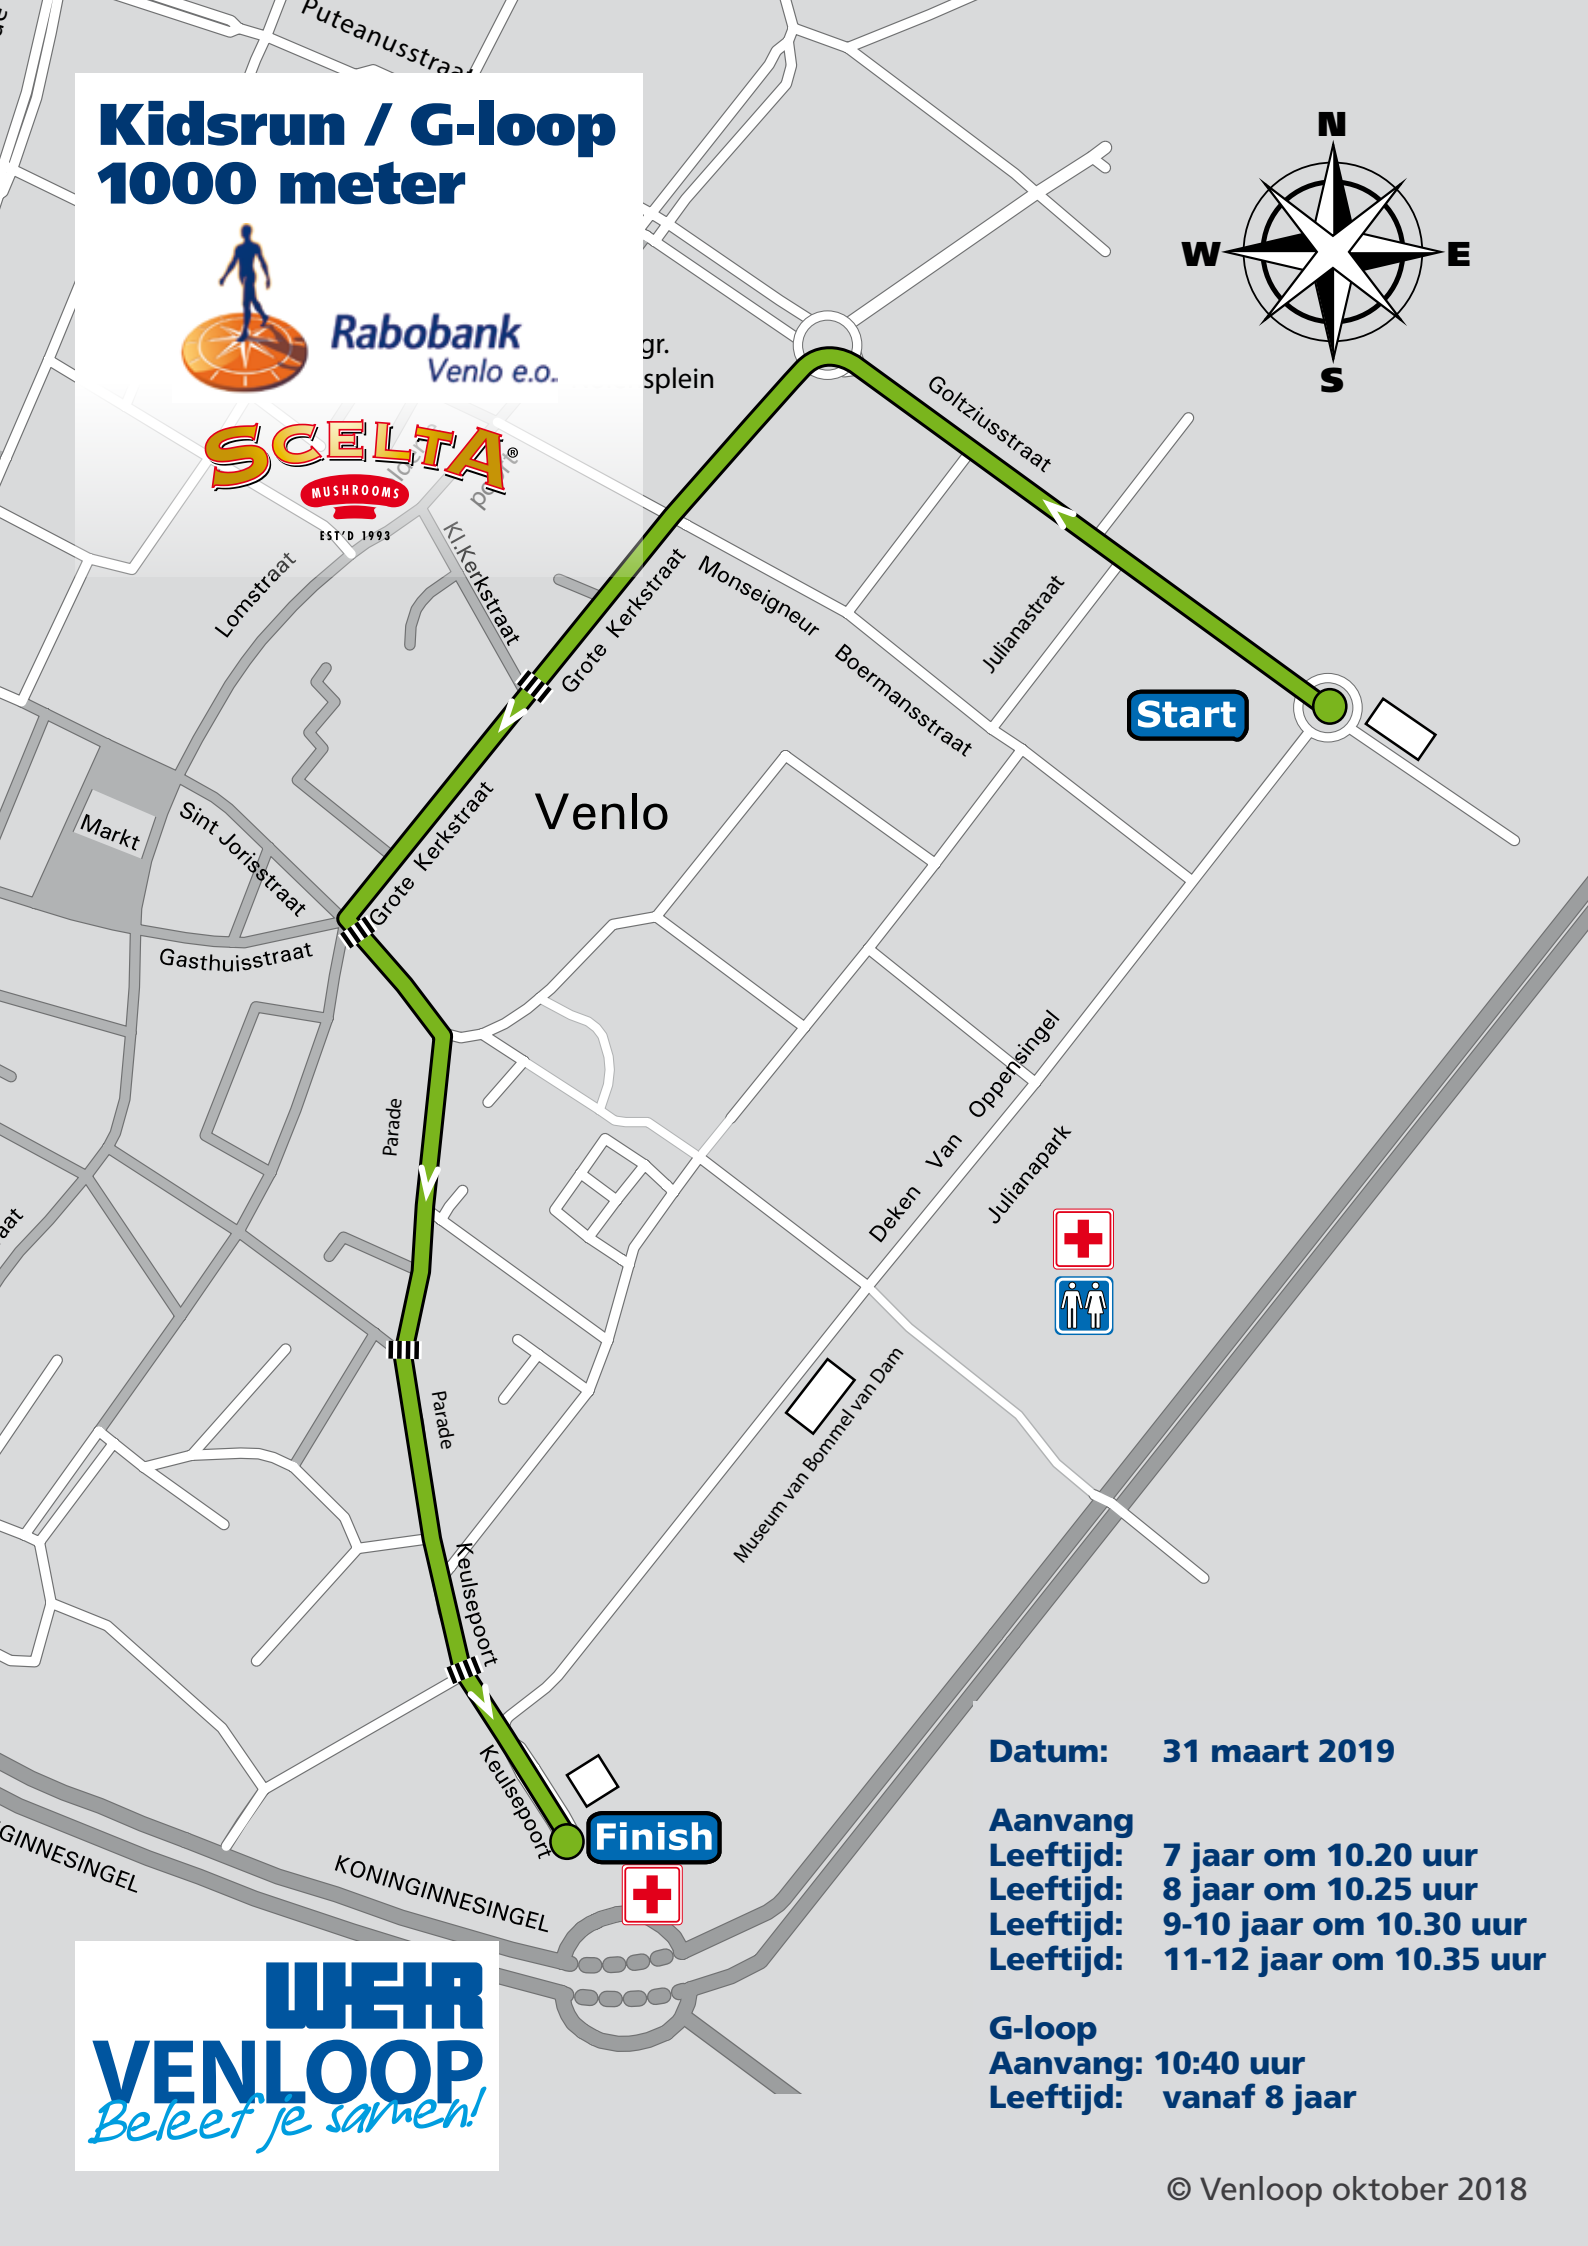 Puteanusstraat
Kidsrun / G-loop
1000 meter
Rabobank
Venlo e.o.
gr.
splein
SCELTA®
MUSHROOMS
EST'D 1993
N
W
E
S
Goltziusstraat
Kl.Kerkstraat
Lomstraat
Grote Kerkstraat
Monseigneur
Boermansstraat
Julianastraat
Start
Venlo
Markt
Sint Jorisstraat
Grote Kerkstraat
Gasthuisstraat
Parade
Deken Van Oppensingel
Julianapark
aat
Museum van Bommel van Dam
Parade
Keulsepoort
Keulsepoort
Finish
GINNESINGEL
KONINGINNESINGEL
Datum: 31 maart 2019
Aanvang
Leeftijd: 7 jaar om 10.20 uur
Leeftijd: 8 jaar om 10.25 uur
Leeftijd: 9-10 jaar om 10.30 uur
Leeftijd: 11-12 jaar om 10.35 uur
G-loop
Aanvang: 10:40 uur
Leeftijd: vanaf 8 jaar
WEIR
VENLOOP
Beleef je samen!
© Venloop oktober 2018